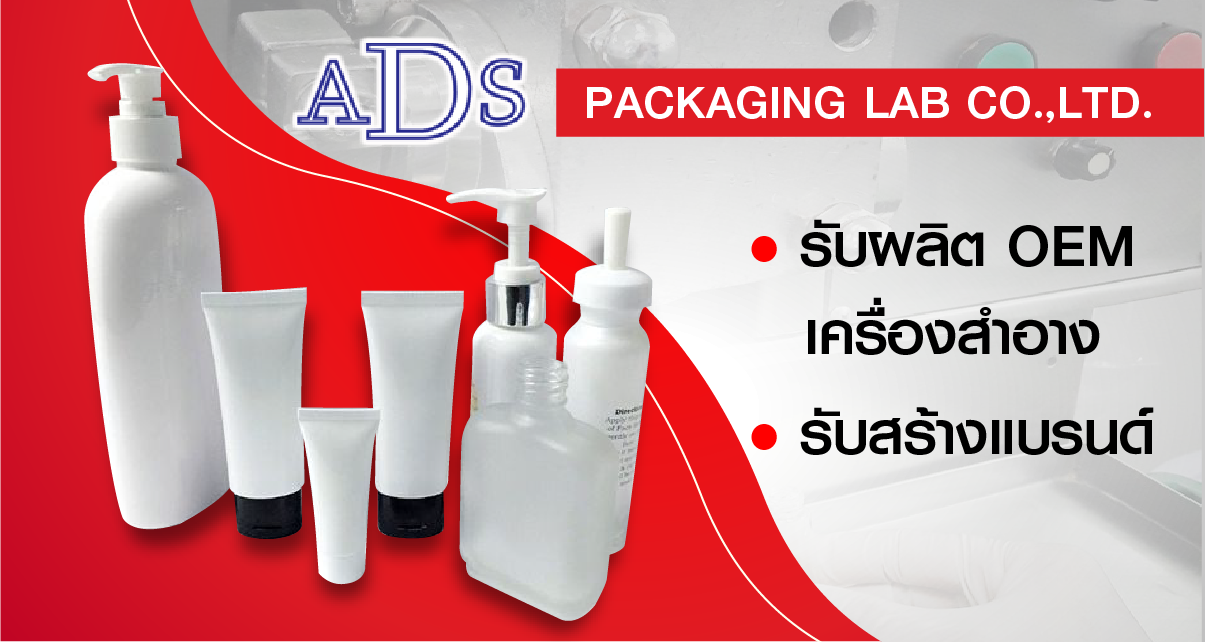 ADS
PACKAGING LAB CO.,LTD.
• รับผลิต OEM
เครื่องสำอาง
• รับสร้างแบรนด์